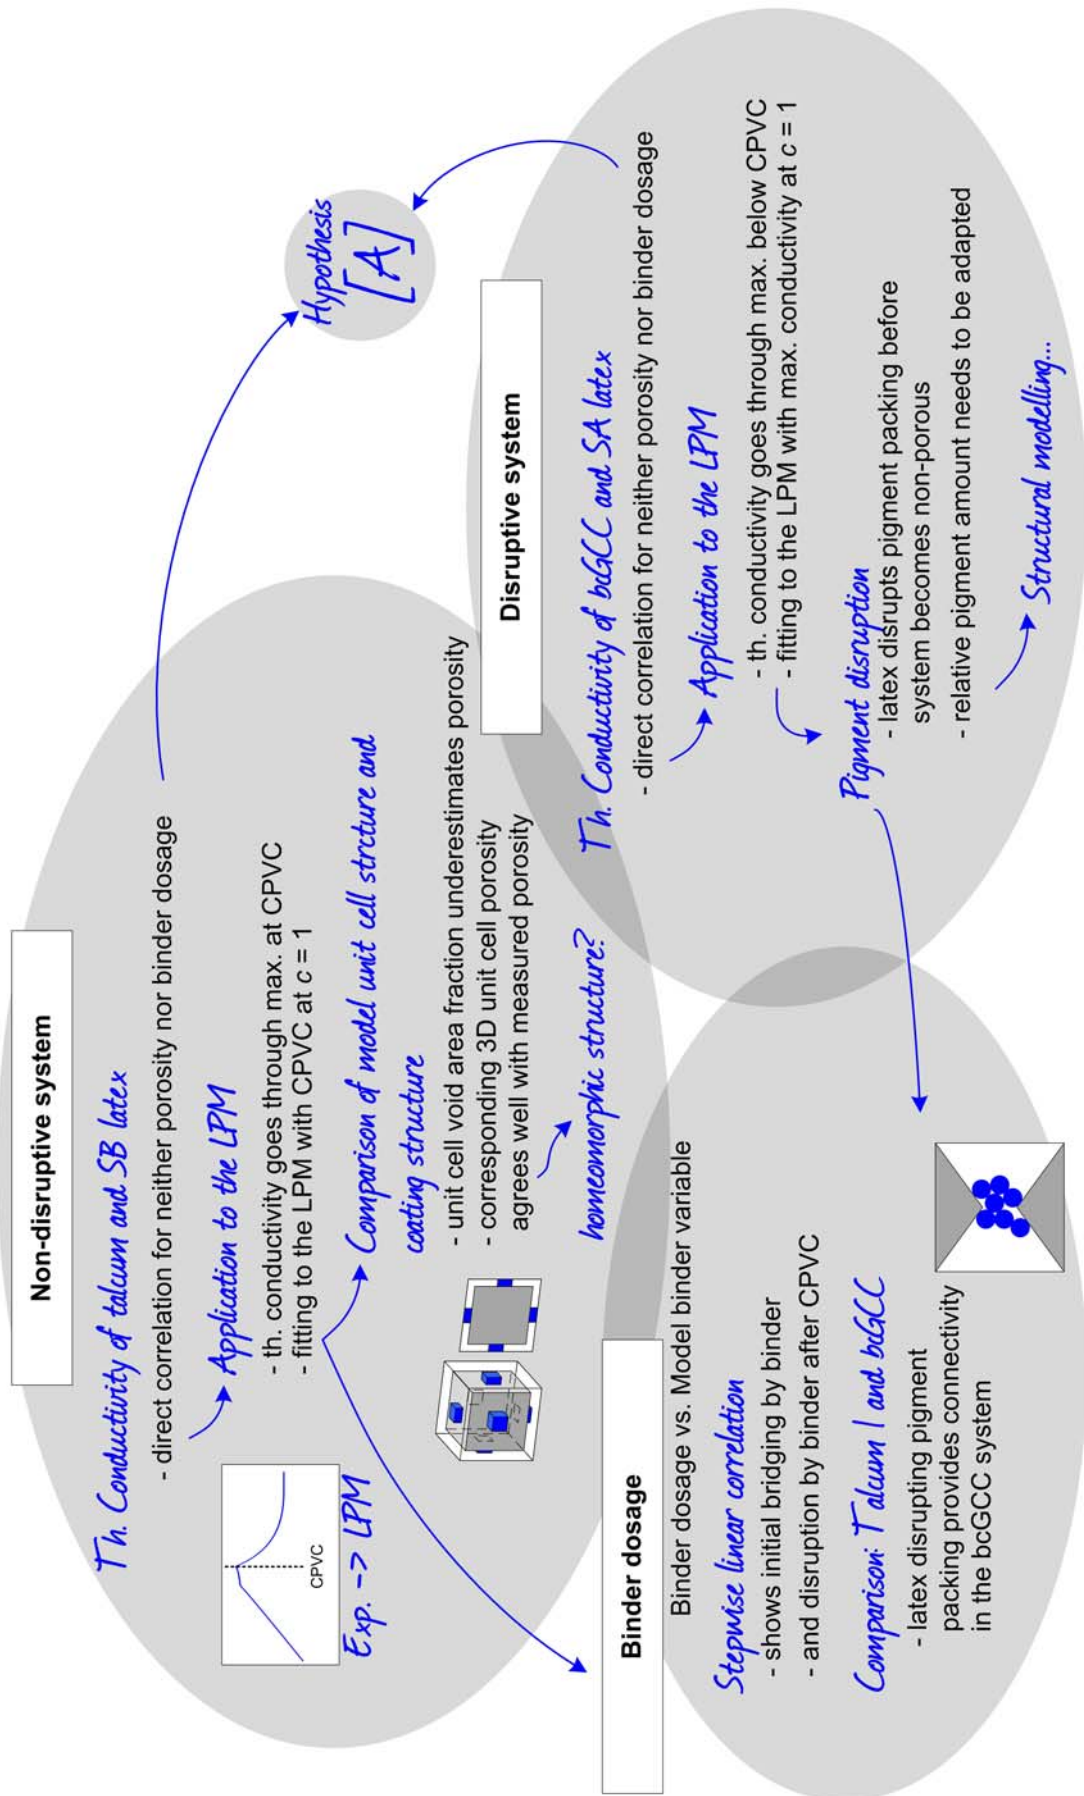 Non-disruptive system
Th. Conductivity of talcum and SB latex
- direct correlation for neither porosity nor binder dosage
Application to the LPM
- th. conductivity goes through max. at CPVC
- fitting to the LPM with CPVC at c = 1
CPVC
Exp. -> LPM
Comparison of model unit cell strcture and
coating structure
- unit cell void area fraction underestimates porosity
- corresponding 3D unit cell porosity
agrees well with measured porosity
homeomorphic structure?
Hypothesis
[A]
Disruptive system
Th. Conductivity of bcGCC and SA latex
- direct correlation for neither porosity nor binder dosage
Application to the LPM
- th. conductivity goes through max. below CPVC
- fitting to the LPM with max. conductivity at c = 1
Pigment disruption
- latex disrupts pigment packing before
system becomes non-porous
- relative pigment amount needs to be adapted
Structural modelling...
Binder dosage
Binder dosage vs. Model binder variable
Stepwise linear correlation
- shows initial bridging by binder
- and disruption by binder after CPVC
Comparison: Talcum I and bcGCC
- latex disrupting pigment
packing provides connectivity
in the bcGCC system